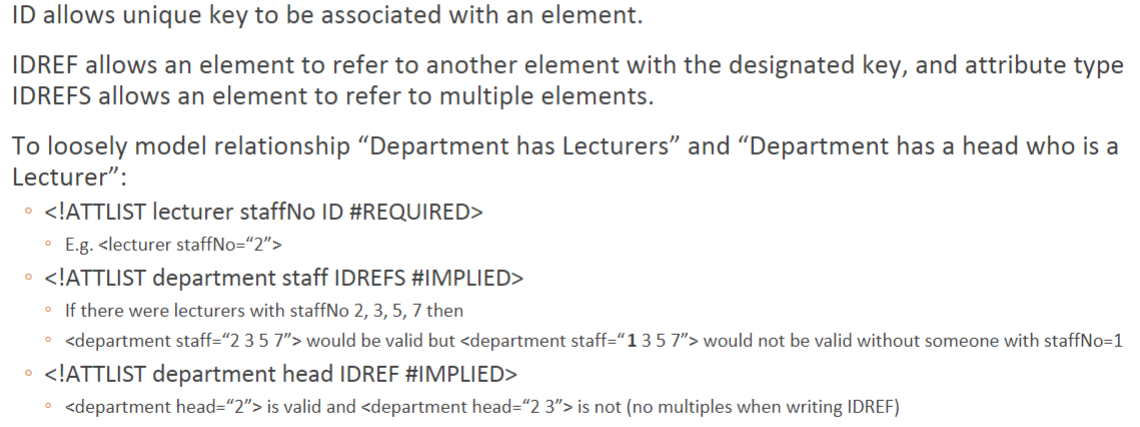 ID allows unique key to be associated with an element.
IDREF allows an element to refer to another element with the designated key, and attribute type
IDREFS allows an element to refer to multiple elements.
To loosely model relationship “Department has Lecturers” and “Department has a head who is a
Lecturer”:
<!ATTLIST lecturer staffNo ID #REQUIRED>
E.g. <lecturer staffNo=“2”>
<!ATTLIST department staff IDREFS #IMPLIED>
If there were lecturers with staffNo 2, 3, 5, 7 then
<department staff=“2 3 5 7”> would be valid but <department staff=“1 3 5 7”> would not be valid without someone with staffNo=1
<!ATTLIST department head IDREF #IMPLIED>
<department head=“2”> is valid and <department head=“2 3”> is not (no multiples when writing IDREF)